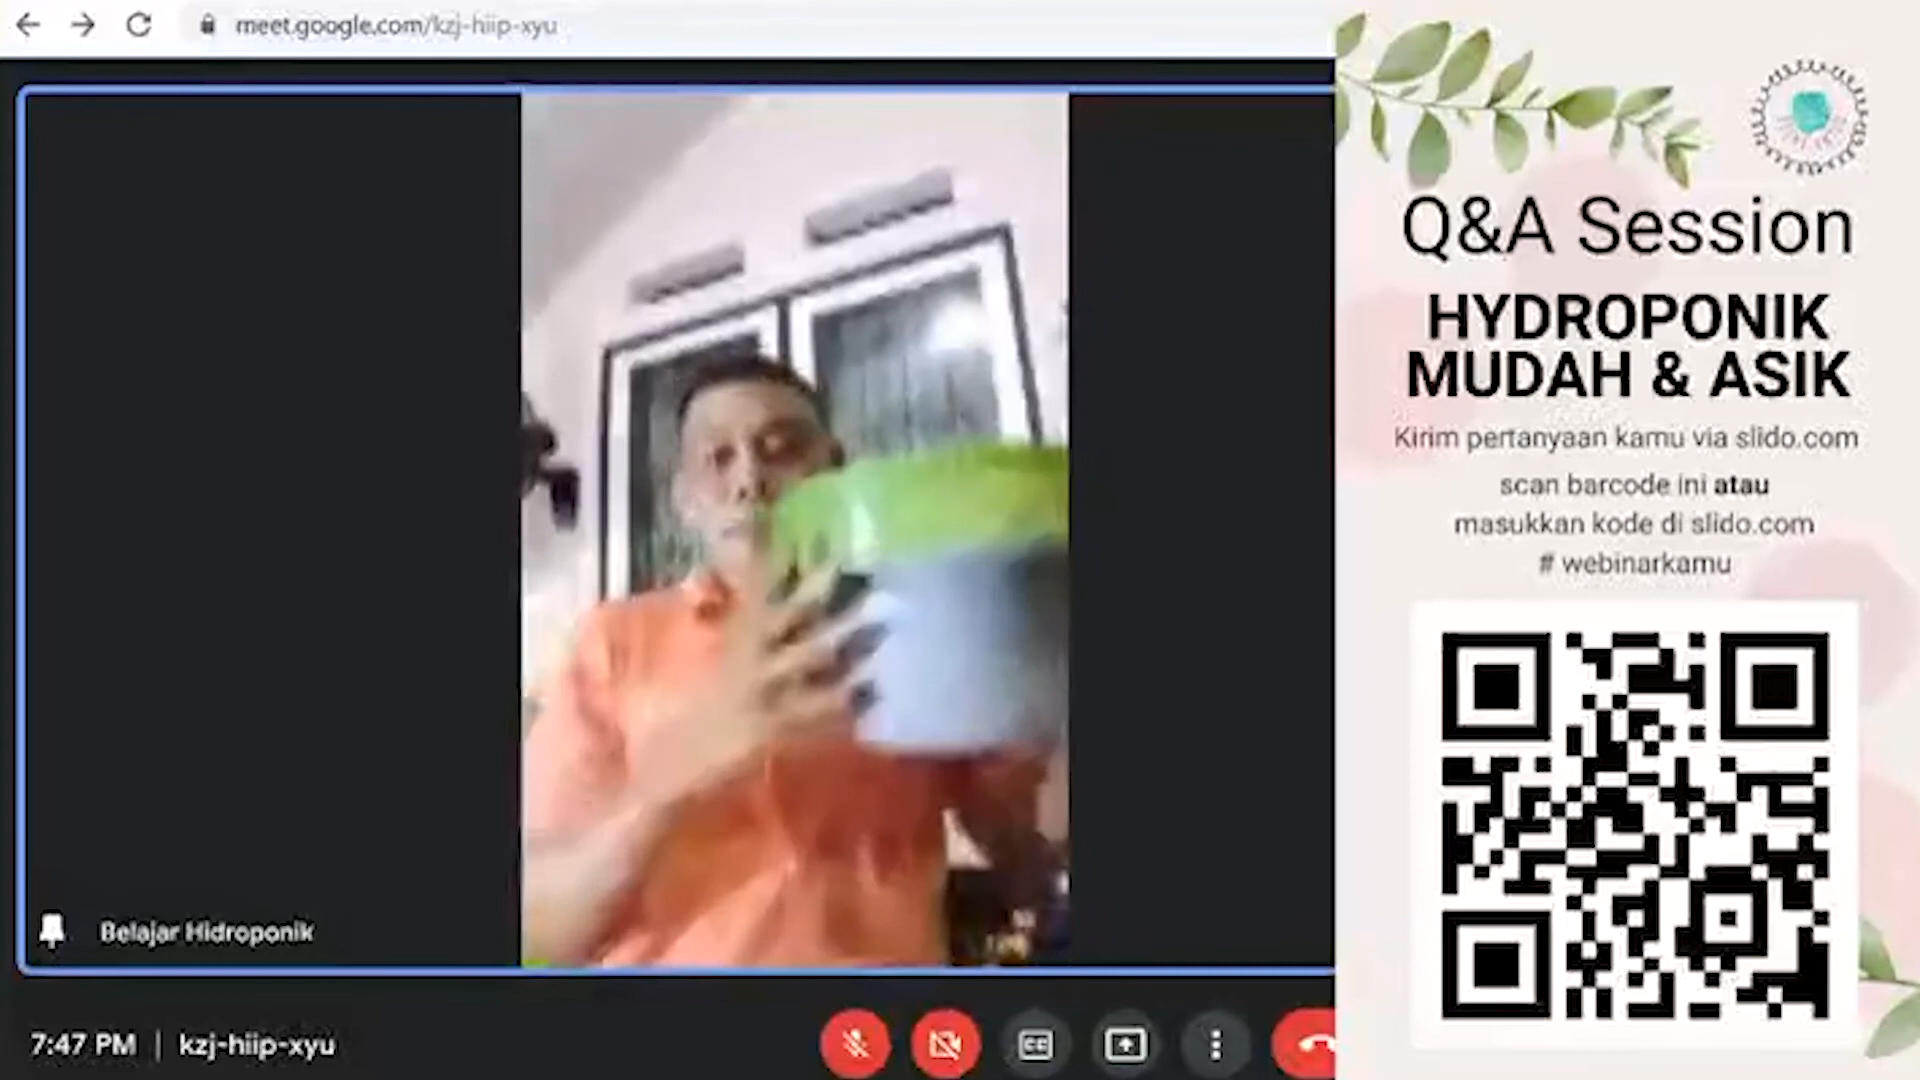 meet.google.com/kzj-hiip-xyu
Belajar Hidroponik
7:47 PM | kzj-hiip-xyu
CC
Q&A Session
HYDROPONIK
MUDAH & ASIK
Kirim pertanyaan kamu via slido.com
scan barcode ini atau
masukkan kode di slido.com
# webinarkamu